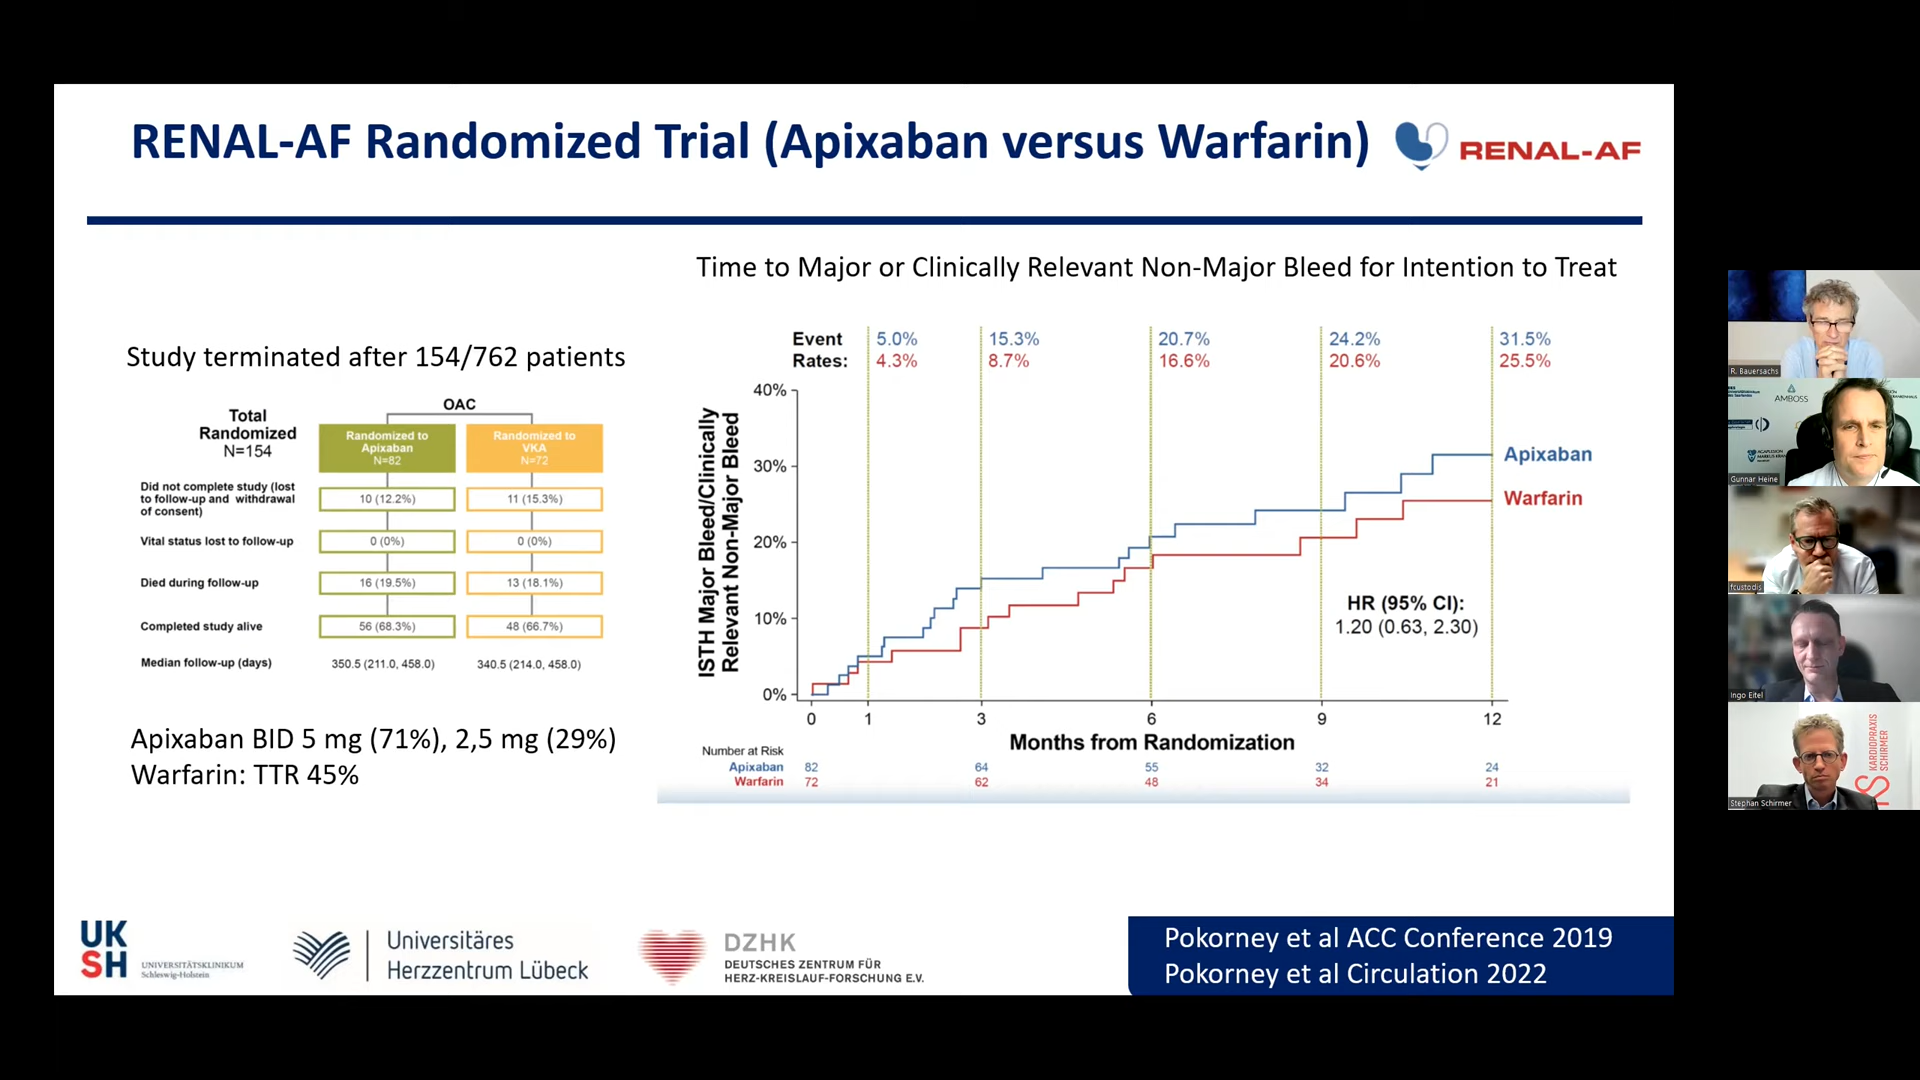 RENAL-AF Randomized Trial (Apixaban versus Warfarin)
RENAL-AF
Time to Major or Clinically Relevant Non-Major Bleed for Intention to Treat
Study terminated after 154/762 patients
OAC
Total
Randomized
N=154
Randomized to
Apixaban
N=82
Randomized to
VKA
N=72
Did not complete study (lost
to follow-up and withdrawal
of consent)
10 (12.2%)
11 (15.3%)
Vital status lost to follow-up
0 (0%)
0 (0%)
Died during follow-up
16 (19.5%)
13 (18.1%)
Completed study alive
56 (68.3%)
48 (66.7%)
Median follow-up (days)
350.5 (211.0, 458.0)
340.5 (214.0, 458.0)
Apixaban BID 5 mg (71%), 2,5 mg (29%)
Warfarin: TTR 45%
Event
Rates:
5.0%
4.3%
15.3%
8.7%
20.7%
16.6%
24.2%
20.6%
31.5%
25.5%
ISTH Major Bleed/Clinically
Relevant Non-Major Bleed
40%
30%
20%
10%
0%
Apixaban
Warfarin
HR (95% CI):
1.20 (0.63, 2.30)
0 1 3 6 9 12
Months from Randomization
Number at Risk
Apixaban 82 64 55 32 24
Warfarin 72 62 48 34 21
UK
SH
UNIVERSITÄTSKLINIKUM
Schleswig-Holstein
Universitäres
Herzzentrum Lübeck
DZHK
DEUTSCHES ZENTRUM FÜR
HERZ-KREISLAUF-FORSCHUNG E.V.
Pokorney et al ACC Conference 2019
Pokorney et al Circulation 2022
R. Bauersachs
AMBOSS
Gunnar Heine
fcustodis
Ingo Eitel
KARDIOPRAXIS
SCHIRMER
Stephan Schirmer